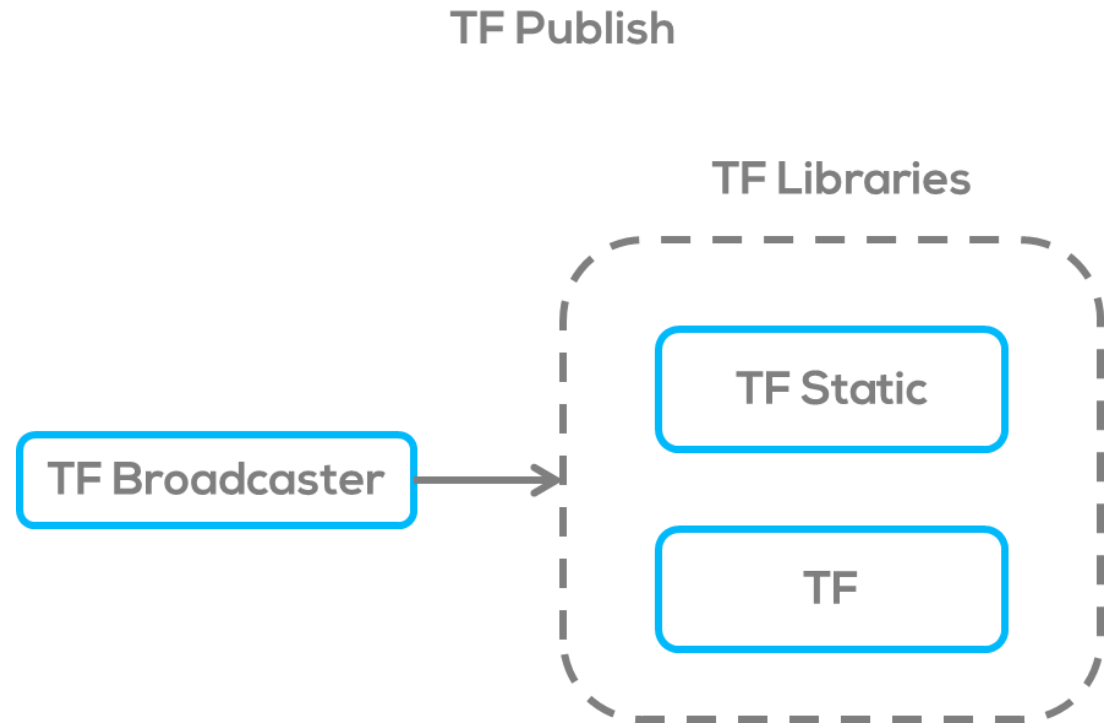 TF Publish
TF Libraries
TF Static
TF Broadcaster
TF